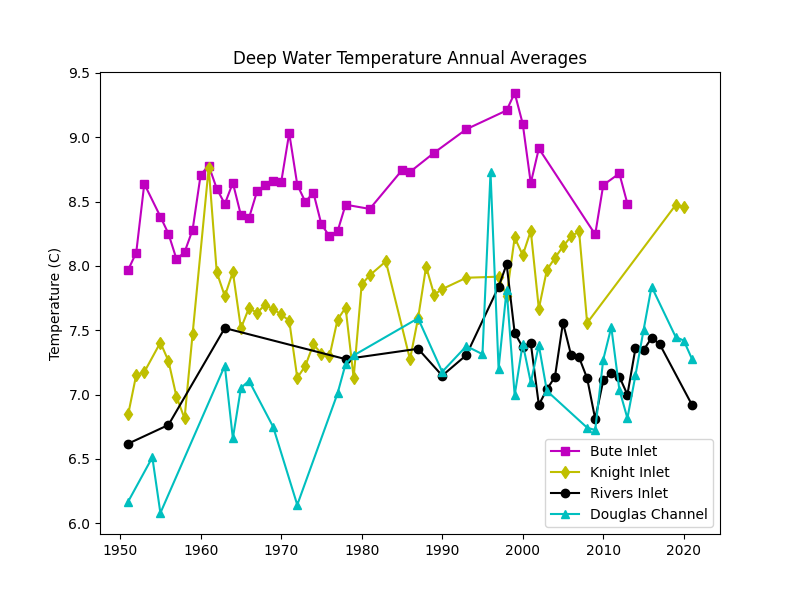 Deep Water Temperature Annual Averages
9.5
9.0
8.5
8.0
7.5
7.0
6.5
6.0
Temperature (C)
1950 1960 1970 1980 1990 2000 2010 2020
Bute Inlet
Knight Inlet
Rivers Inlet
Douglas Channel